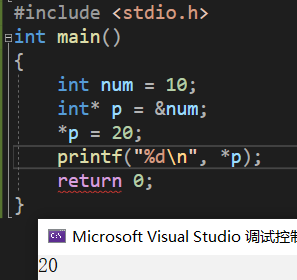 #include <stdio.h>
int main()
{
    int num = 10;
    int* p = &num;
    *p = 20;
    printf("%d\n", *p);
    return 0;
}
Microsoft Visual Studio 调试控制
20